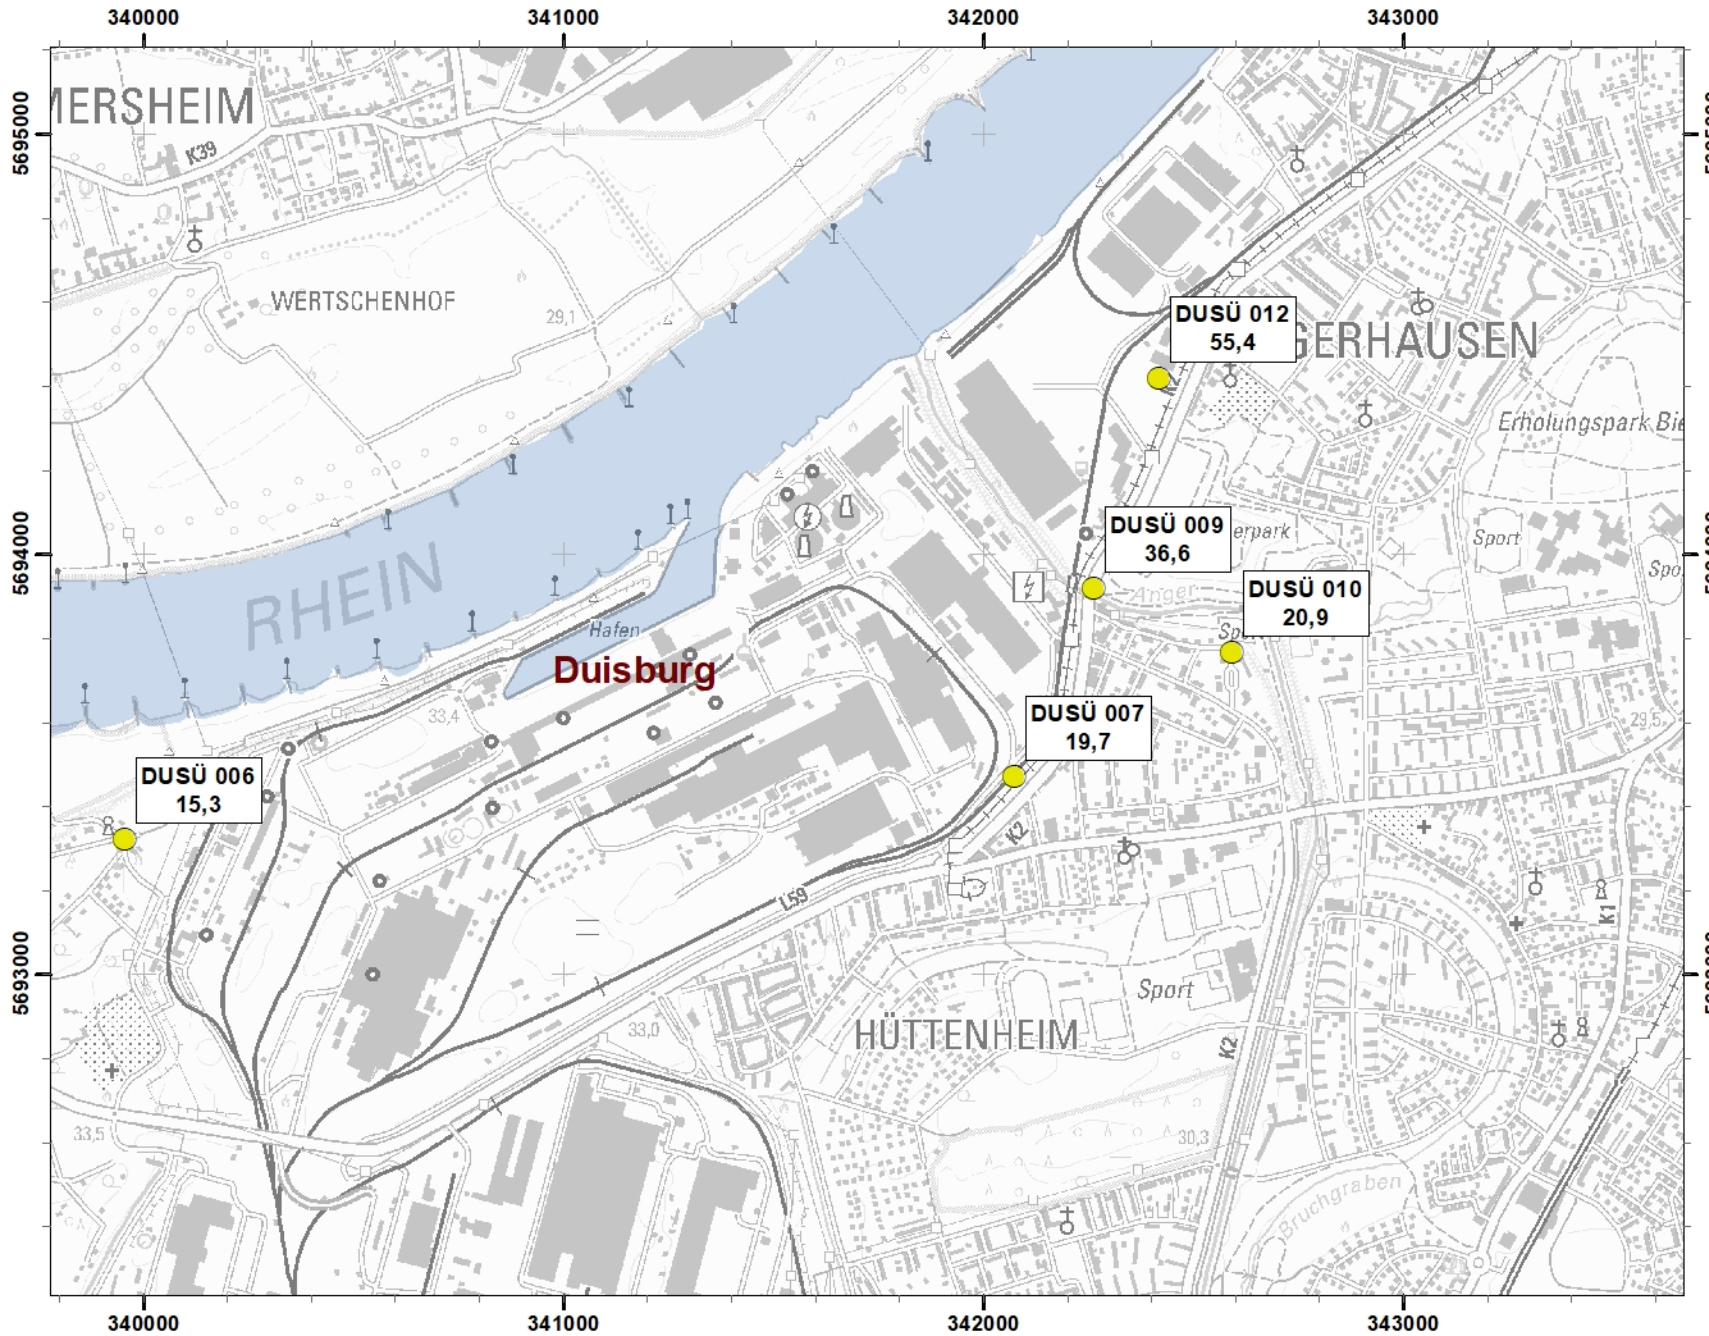 340000
341000
342000
343000
5695000
MERSHEIM
K39
WERTSCHENHOF
29,1
DUSÜ 012
55,4
GERHAUSEN
Erholungspark Bie
5694000
RHEIN
DUSÜ 009
36,6
erpark
Sport
Spo
Anger
DUSÜ 010
20,9
Hafen
Duisburg
33,4
DUSÜ 007
19,7
29,5
DUSÜ 006
15,3
K2
L59
K1
5693000
Sport
33,0
HÜTTENHEIM
K2
33,5
30,3
Bruchgraben
340000
341000
342000
343000